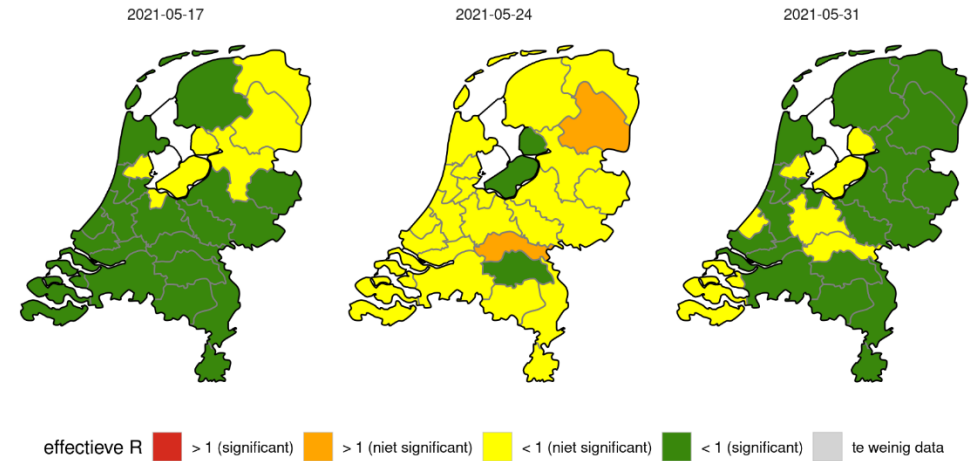 2021-05-17 2021-05-24 2021-05-31
effectieve R > 1 (significant) > 1 (niet significant) < 1 (niet significant) < 1 (significant) te weinig data